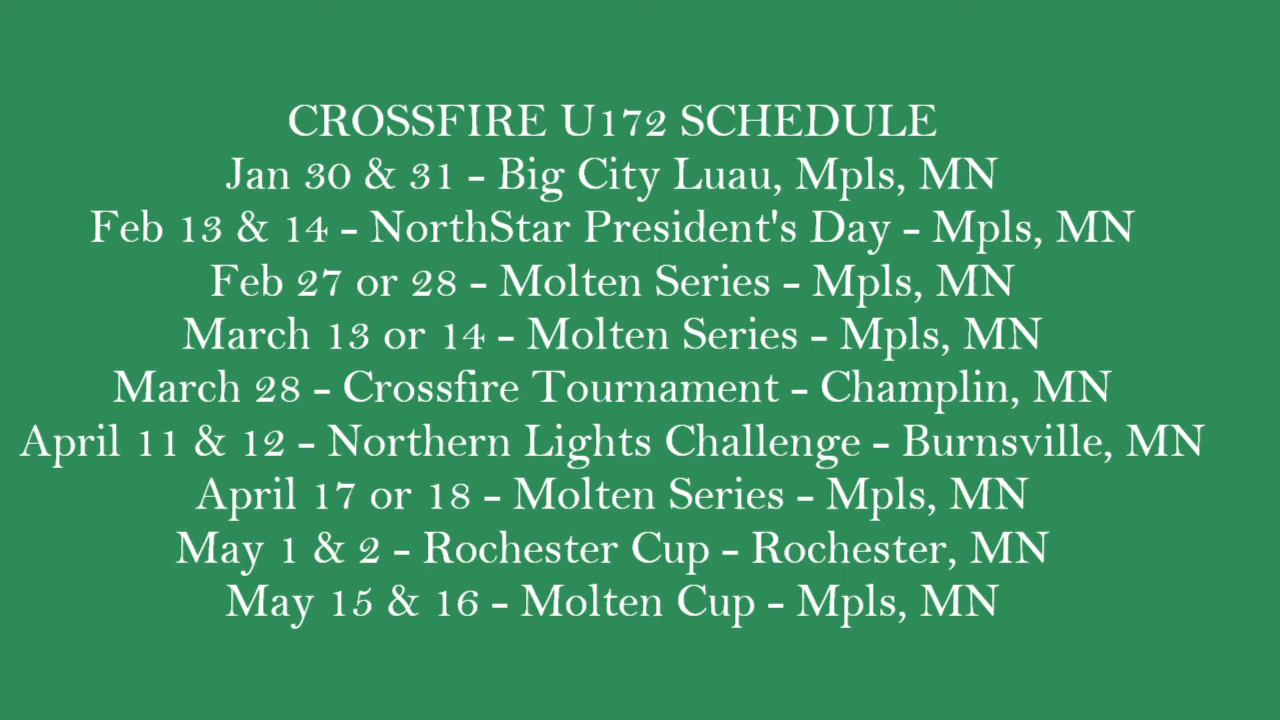 CROSSFIRE U172 SCHEDULE
Jan 30 & 31 - Big City Luau, Mpls, MN
Feb 13 & 14 - NorthStar President's Day - Mpls, MN
Feb 27 or 28 - Molten Series - Mpls, MN
March 13 or 14 - Molten Series - Mpls, MN
March 28 - Crossfire Tournament - Champlin, MN
April 11 & 12 - Northern Lights Challenge - Burnsville, MN
April 17 or 18 - Molten Series - Mpls, MN
May 1 & 2 - Rochester Cup - Rochester, MN
May 15 & 16 - Molten Cup - Mpls, MN